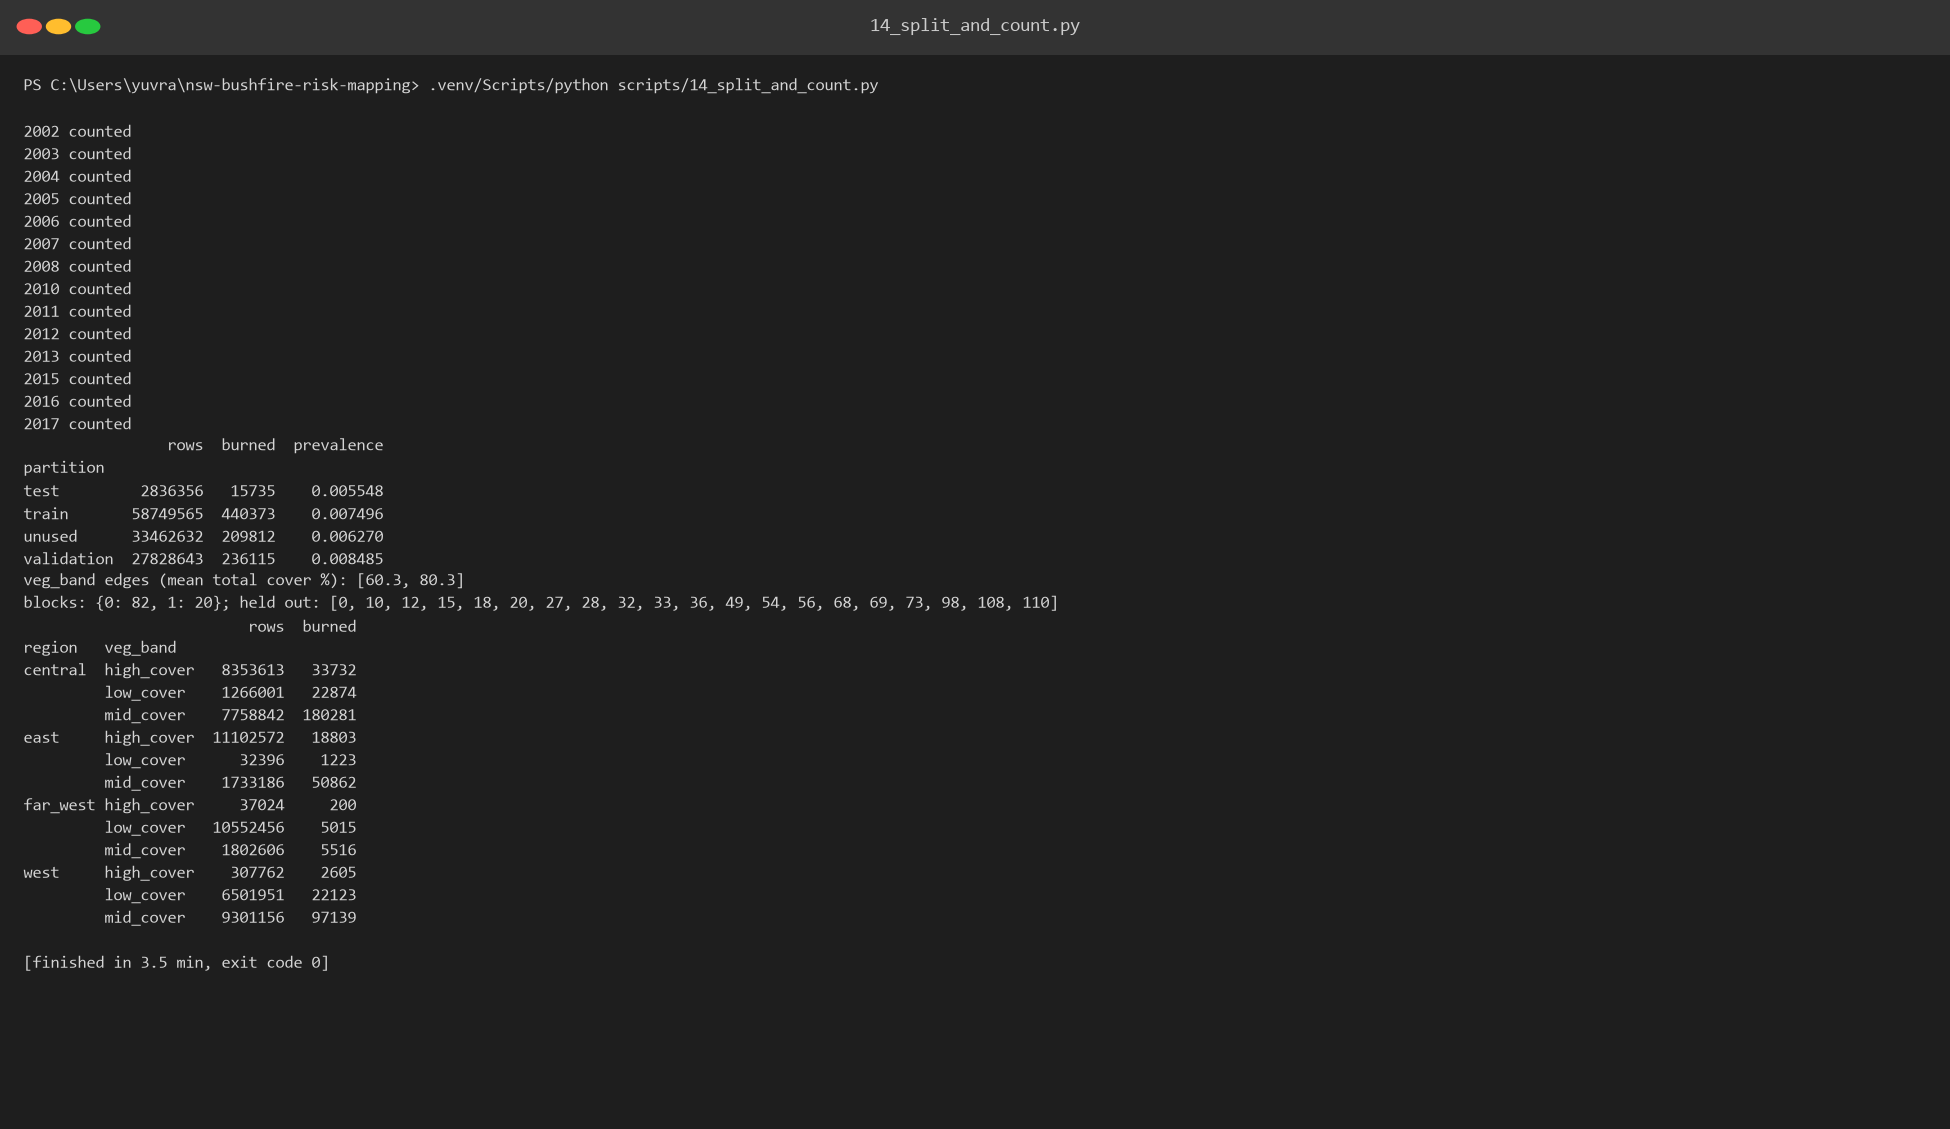 14_split_and_count.py
PS C:\Users\yuvra\nsw-bushfire-risk-mapping> .venv/Scripts/python scripts/14_split_and_count.py
2002 counted
2003 counted
2004 counted
2005 counted
2006 counted
2007 counted
2008 counted
2010 counted
2011 counted
2012 counted
2013 counted
2015 counted
2016 counted
2017 counted
                rows  burned  prevalence
partition
test         2836356   15735    0.005548
train       58749565  440373    0.007496
unused      33462632  209812    0.006270
validation  27828643  236115    0.008485
veg_band edges (mean total cover %): [60.3, 80.3]
blocks: {0: 82, 1: 20}; held out: [0, 10, 12, 15, 18, 20, 27, 28, 32, 33, 36, 49, 54, 56, 68, 69, 73, 98, 108, 110]
                         rows  burned
region   veg_band
central  high_cover   8353613   33732
         low_cover    1266001   22874
         mid_cover    7758842  180281
east     high_cover  11102572   18803
         low_cover      32396    1223
         mid_cover    1733186   50862
far_west high_cover     37024     200
         low_cover   10552456    5015
         mid_cover    1802606    5516
west     high_cover    307762    2605
         low_cover    6501951   22123
         mid_cover    9301156   97139
[finished in 3.5 min, exit code 0]